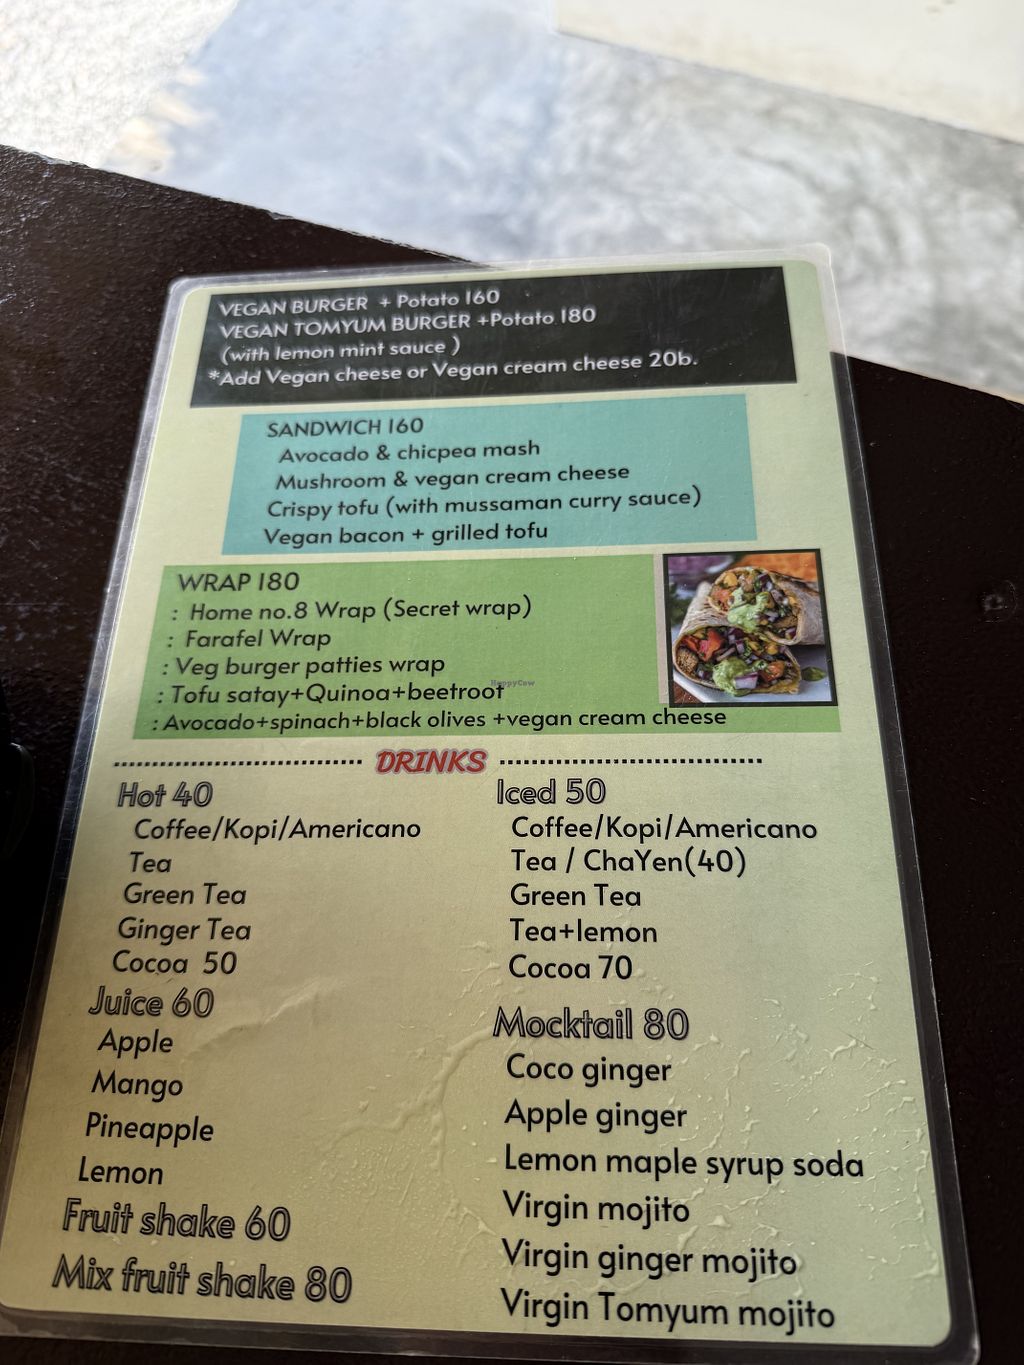 VEGAN BURGER + Potato 160
VEGAN TOMYUM BURGER +Potato 180
(with lemon mint sauce )
*Add Vegan cheese or Vegan cream cheese 20b.
SANDWICH 160
Avocado & chicpea mash
Mushroom & vegan cream cheese
Crispy tofu (with mussaman curry sauce)
Vegan bacon + grilled tofu
WRAP 180
: Home no.8 Wrap (Secret wrap)
: Farafel Wrap
: Veg burger patties wrap
: Tofu satay+Quinoa+beetroot
HappyCow
: Avocado+spinach+black olives +vegan cream cheese
DRINKS
Hot 40
Coffee/Kopi/Americano
Tea
Green Tea
Ginger Tea
Cocoa 50
Juice 60
Apple
Mango
Pineapple
Lemon
Fruit shake 60
Mix fruit shake 80
Iced 50
Coffee/Kopi/Americano
Tea / ChaYen(40)
Green Tea
Tea+lemon
Cocoa 70
Mocktail 80
Coco ginger
Apple ginger
Lemon maple syrup soda
Virgin mojito
Virgin ginger mojito
Virgin Tomyum mojito